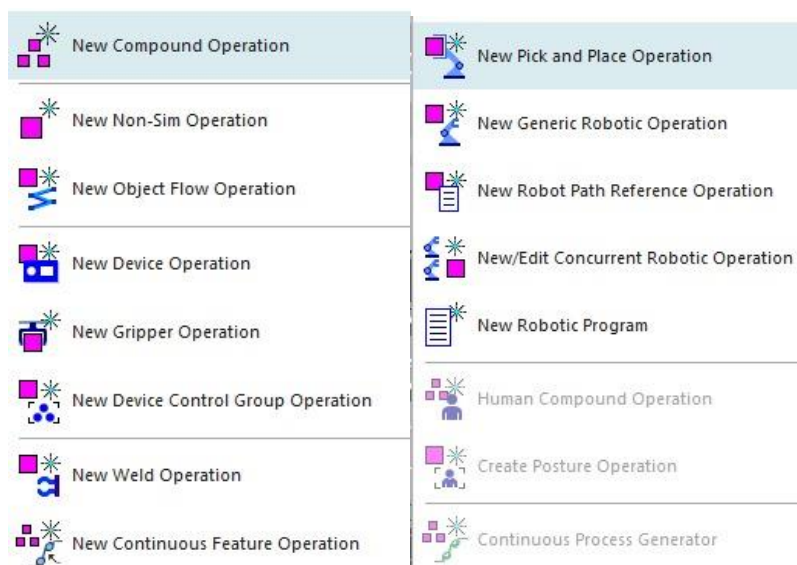 New Compound Operation
New Non-Sim Operation
New Object Flow Operation
New Device Operation
New Gripper Operation
New Device Control Group Operation
New Weld Operation
New Continuous Feature Operation
New Pick and Place Operation
New Generic Robotic Operation
New Robot Path Reference Operation
New/Edit Concurrent Robotic Operation
New Robotic Program
Human Compound Operation
Create Posture Operation
Continuous Process Generator